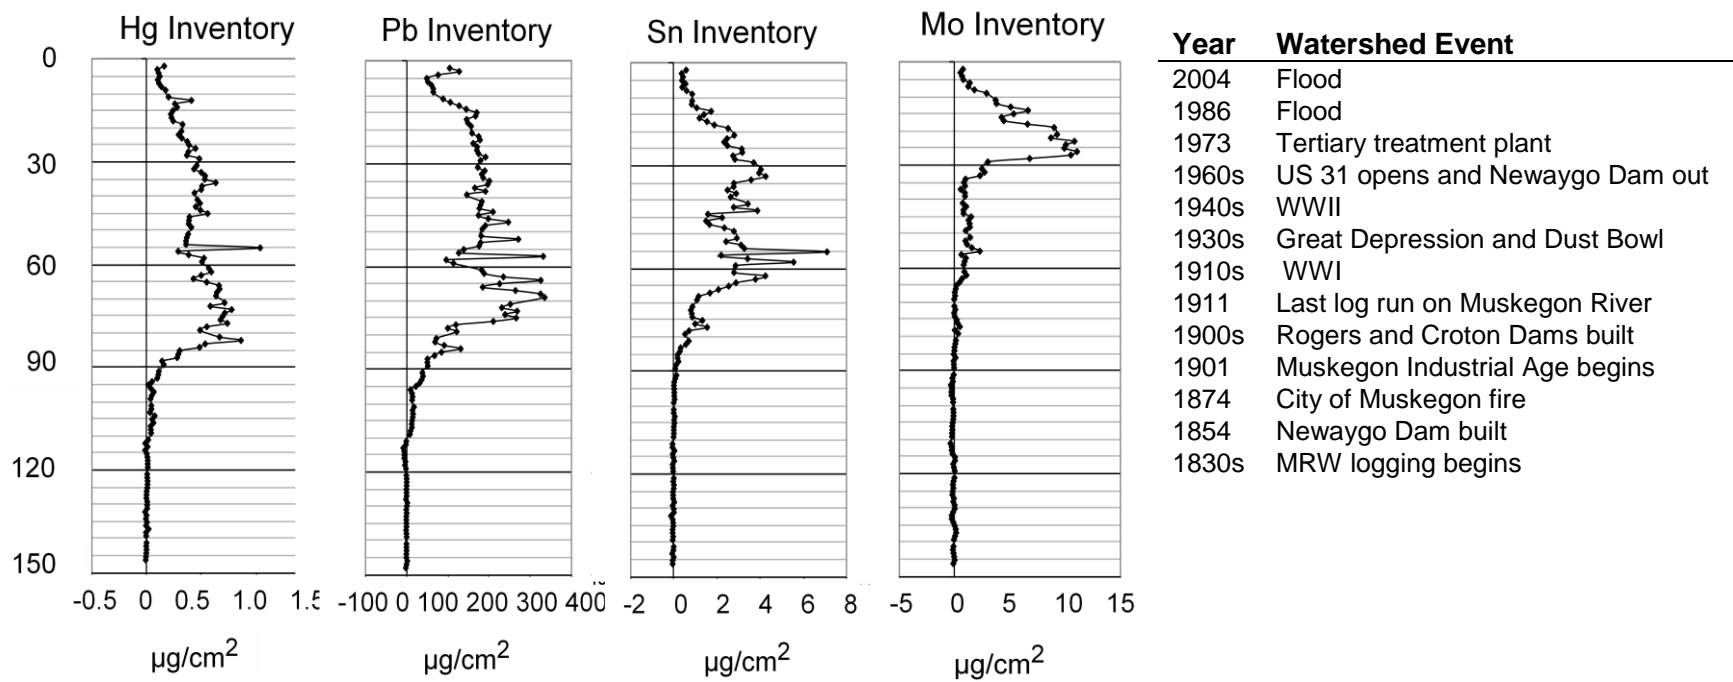 Hg Inventory
Pb Inventory
Sn Inventory
Mo Inventory
0
30
60
90
120
150
-0.5 0 0.5 1.0 1.5
-100 0 100 200 300 400
-2 0 2 4 6 8
-5 0 5 10 15
µg/cm2
µg/cm2
µg/cm2
µg/cm2
Year Watershed Event
2004 Flood
1986 Flood
1973 Tertiary treatment plant
1960s US 31 opens and Newaygo Dam out
1940s WWII
1930s Great Depression and Dust Bowl
1910s WWI
1911 Last log run on Muskegon River
1900s Rogers and Croton Dams built
1901 Muskegon Industrial Age begins
1874 City of Muskegon fire
1854 Newaygo Dam built
1830s MRW logging begins